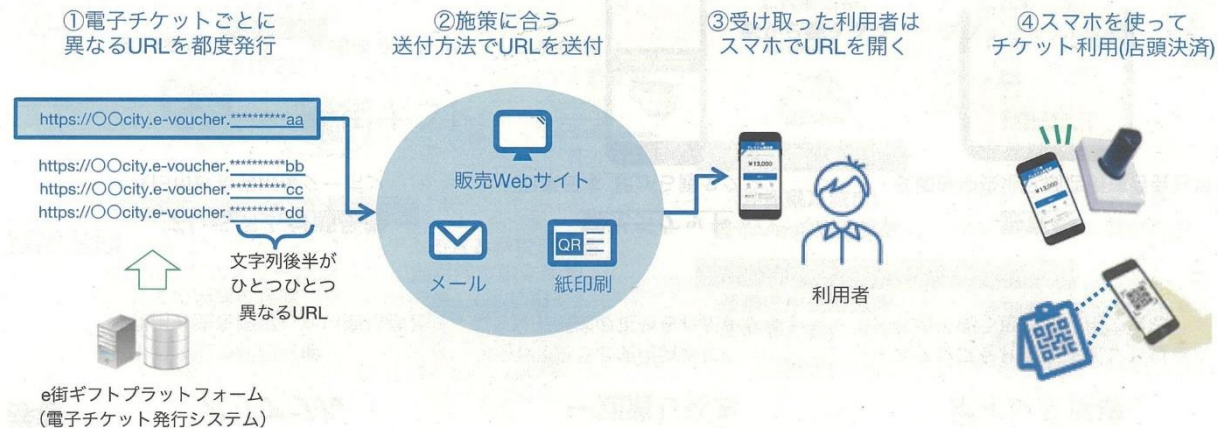 ①電子チケットごとに
異なるURLを都度発行
②施策に合う
送付方法でURLを送付
③受け取った利用者は
スマホでURLを開く
④スマホを使って
チケット利用(店頭決済)
https://〇〇city.e-voucher.**********aa
https://〇〇city.e-voucher.**********bb
https://〇〇city.e-voucher.**********cc
https://〇〇city.e-voucher.**********dd
文字列後半が
ひとつひとつ
異なるURL
e街ギフトプラットフォーム
（電子チケット発行システム）
販売Webサイト
メール
QR
紙印刷
¥13,000
利用者
¥13,000